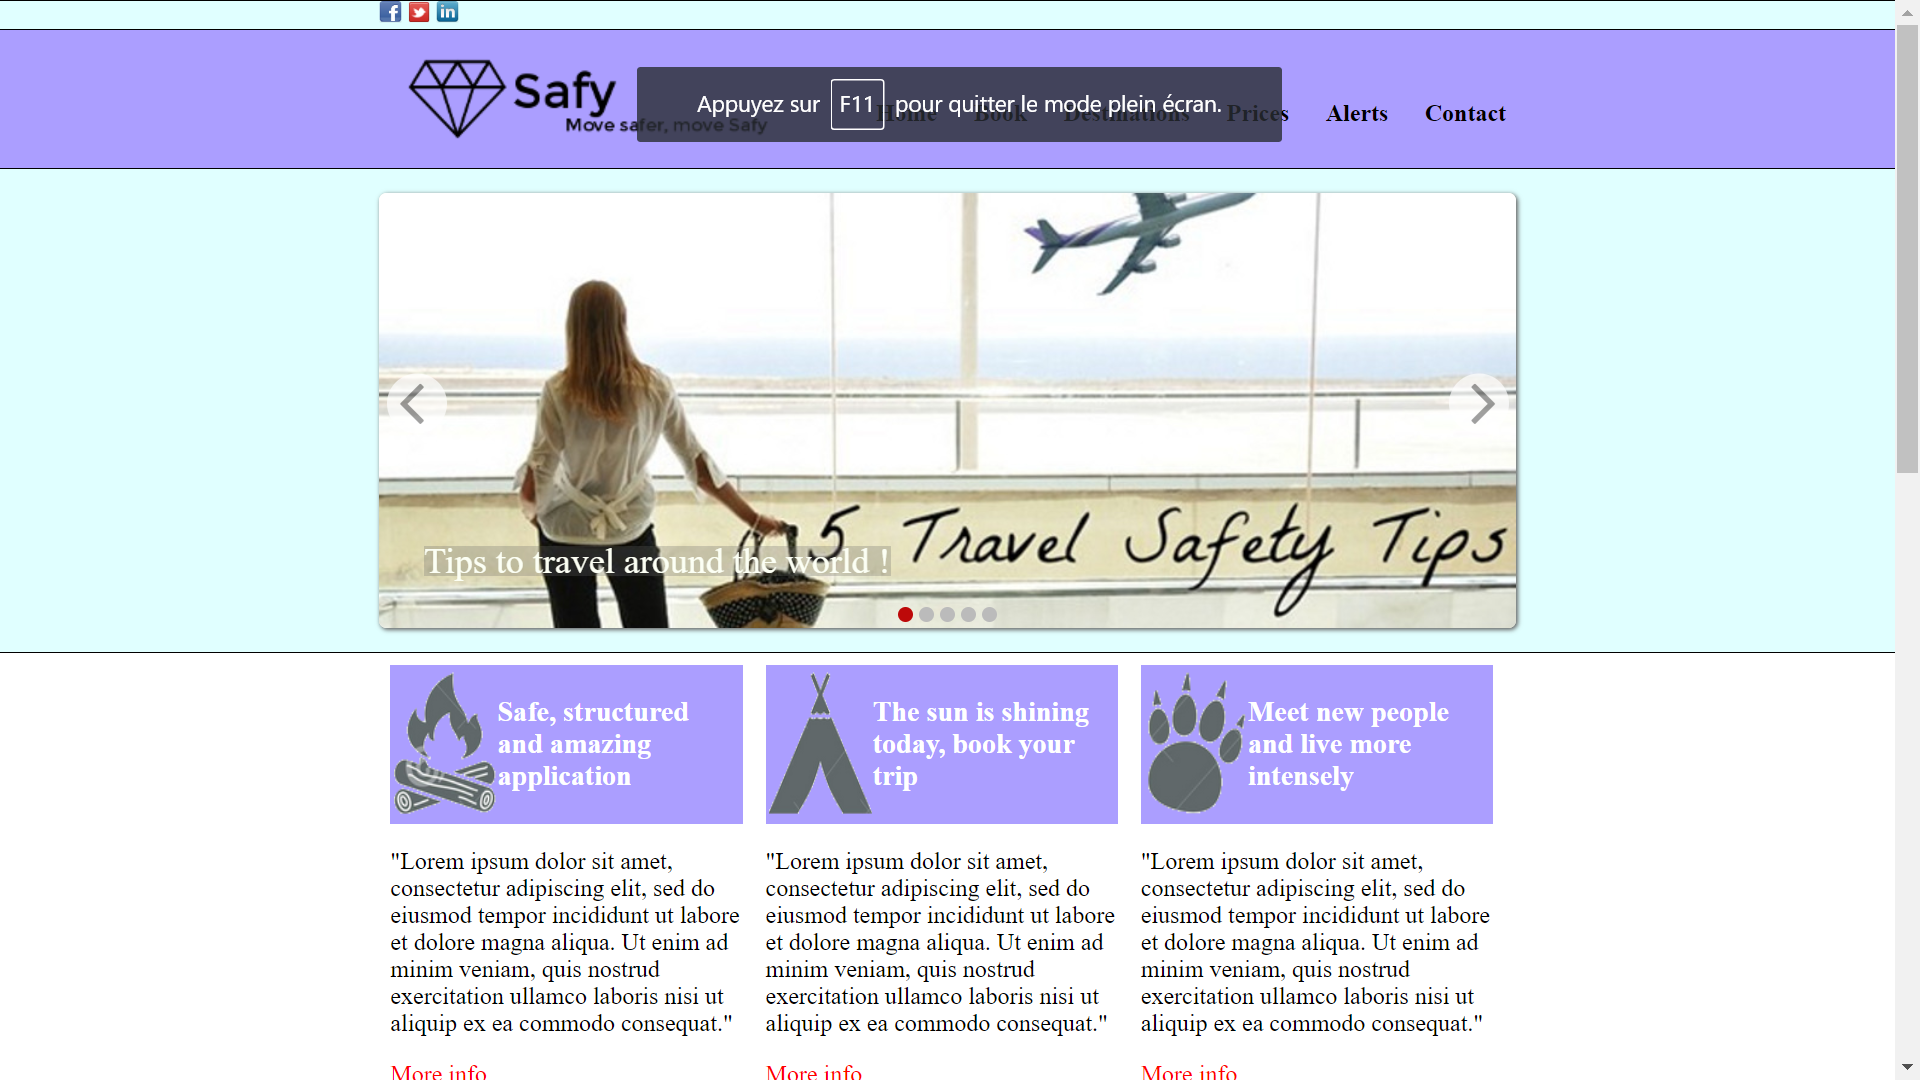 Safy
Move safer, move Safy
Appuyez sur F11 pour quitter le mode plein écran.
Home Book Destinations Prices Alerts Contact
5 Travel Safety Tips
Tips to travel around the world !
Safe, structured
and amazing
application
The sun is shining
today, book your
trip
Meet new people
and live more
intensely
"Lorem ipsum dolor sit amet,
consectetur adipiscing elit, sed do
eiusmod tempor incididunt ut labore
et dolore magna aliqua. Ut enim ad
minim veniam, quis nostrud
exercitation ullamco laboris nisi ut
aliquip ex ea commodo consequat."
More info
"Lorem ipsum dolor sit amet,
consectetur adipiscing elit, sed do
eiusmod tempor incididunt ut labore
et dolore magna aliqua. Ut enim ad
minim veniam, quis nostrud
exercitation ullamco laboris nisi ut
aliquip ex ea commodo consequat."
More info
"Lorem ipsum dolor sit amet,
consectetur adipiscing elit, sed do
eiusmod tempor incididunt ut labore
et dolore magna aliqua. Ut enim ad
minim veniam, quis nostrud
exercitation ullamco laboris nisi ut
aliquip ex ea commodo consequat."
More info